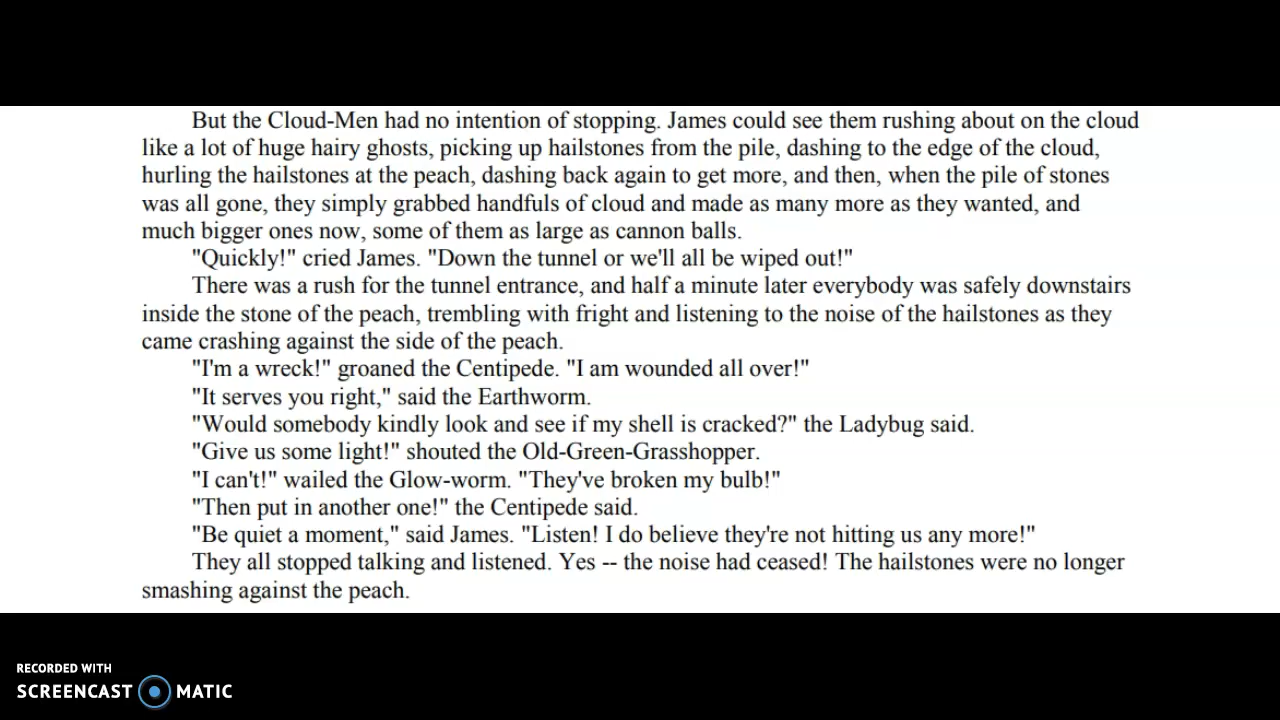 But the Cloud-Men had no intention of stopping. James could see them rushing about on the cloud
like a lot of huge hairy ghosts, picking up hailstones from the pile, dashing to the edge of the cloud,
hurling the hailstones at the peach, dashing back again to get more, and then, when the pile of stones
was all gone, they simply grabbed handfuls of cloud and made as many more as they wanted, and
much bigger ones now, some of them as large as cannon balls.
"Quickly!" cried James. "Down the tunnel or we'll all be wiped out!"
There was a rush for the tunnel entrance, and half a minute later everybody was safely downstairs
inside the stone of the peach, trembling with fright and listening to the noise of the hailstones as they
came crashing against the side of the peach.
"I'm a wreck!" groaned the Centipede. "I am wounded all over!"
"It serves you right," said the Earthworm.
"Would somebody kindly look and see if my shell is cracked?" the Ladybug said.
"Give us some light!" shouted the Old-Green-Grasshopper.
"I can't!" wailed the Glow-worm. "They've broken my bulb!"
"Then put in another one!" the Centipede said.
"Be quiet a moment," said James. "Listen! I do believe they're not hitting us any more!"
They all stopped talking and listened. Yes -- the noise had ceased! The hailstones were no longer
smashing against the peach.
RECORDED WITH
SCREENCAST MATIC